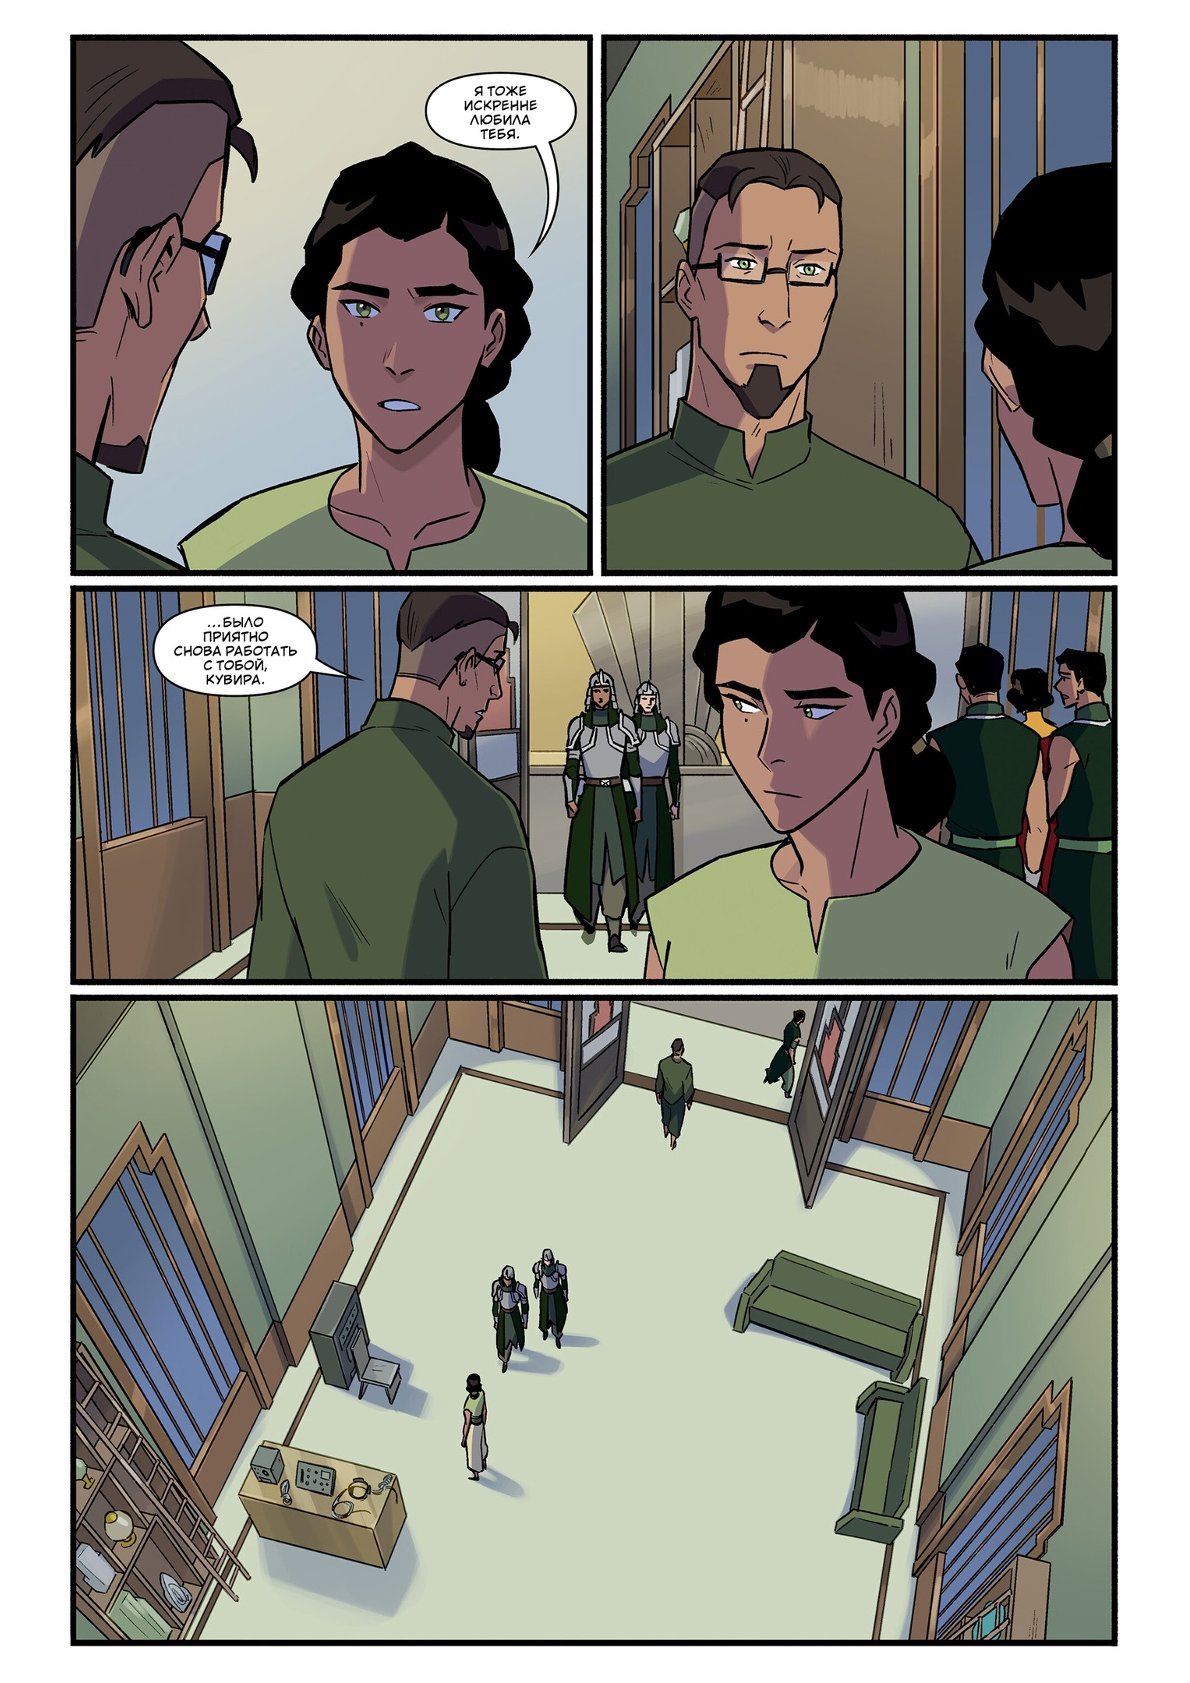 Я ТОЖЕ
ИСКРЕННЕ
ЛЮБИЛА
ТЕБЯ.
...БЫЛО
ПРИЯТНО
СНОВА РАБОТАТЬ
С ТОБОЙ,
КУВИРА.